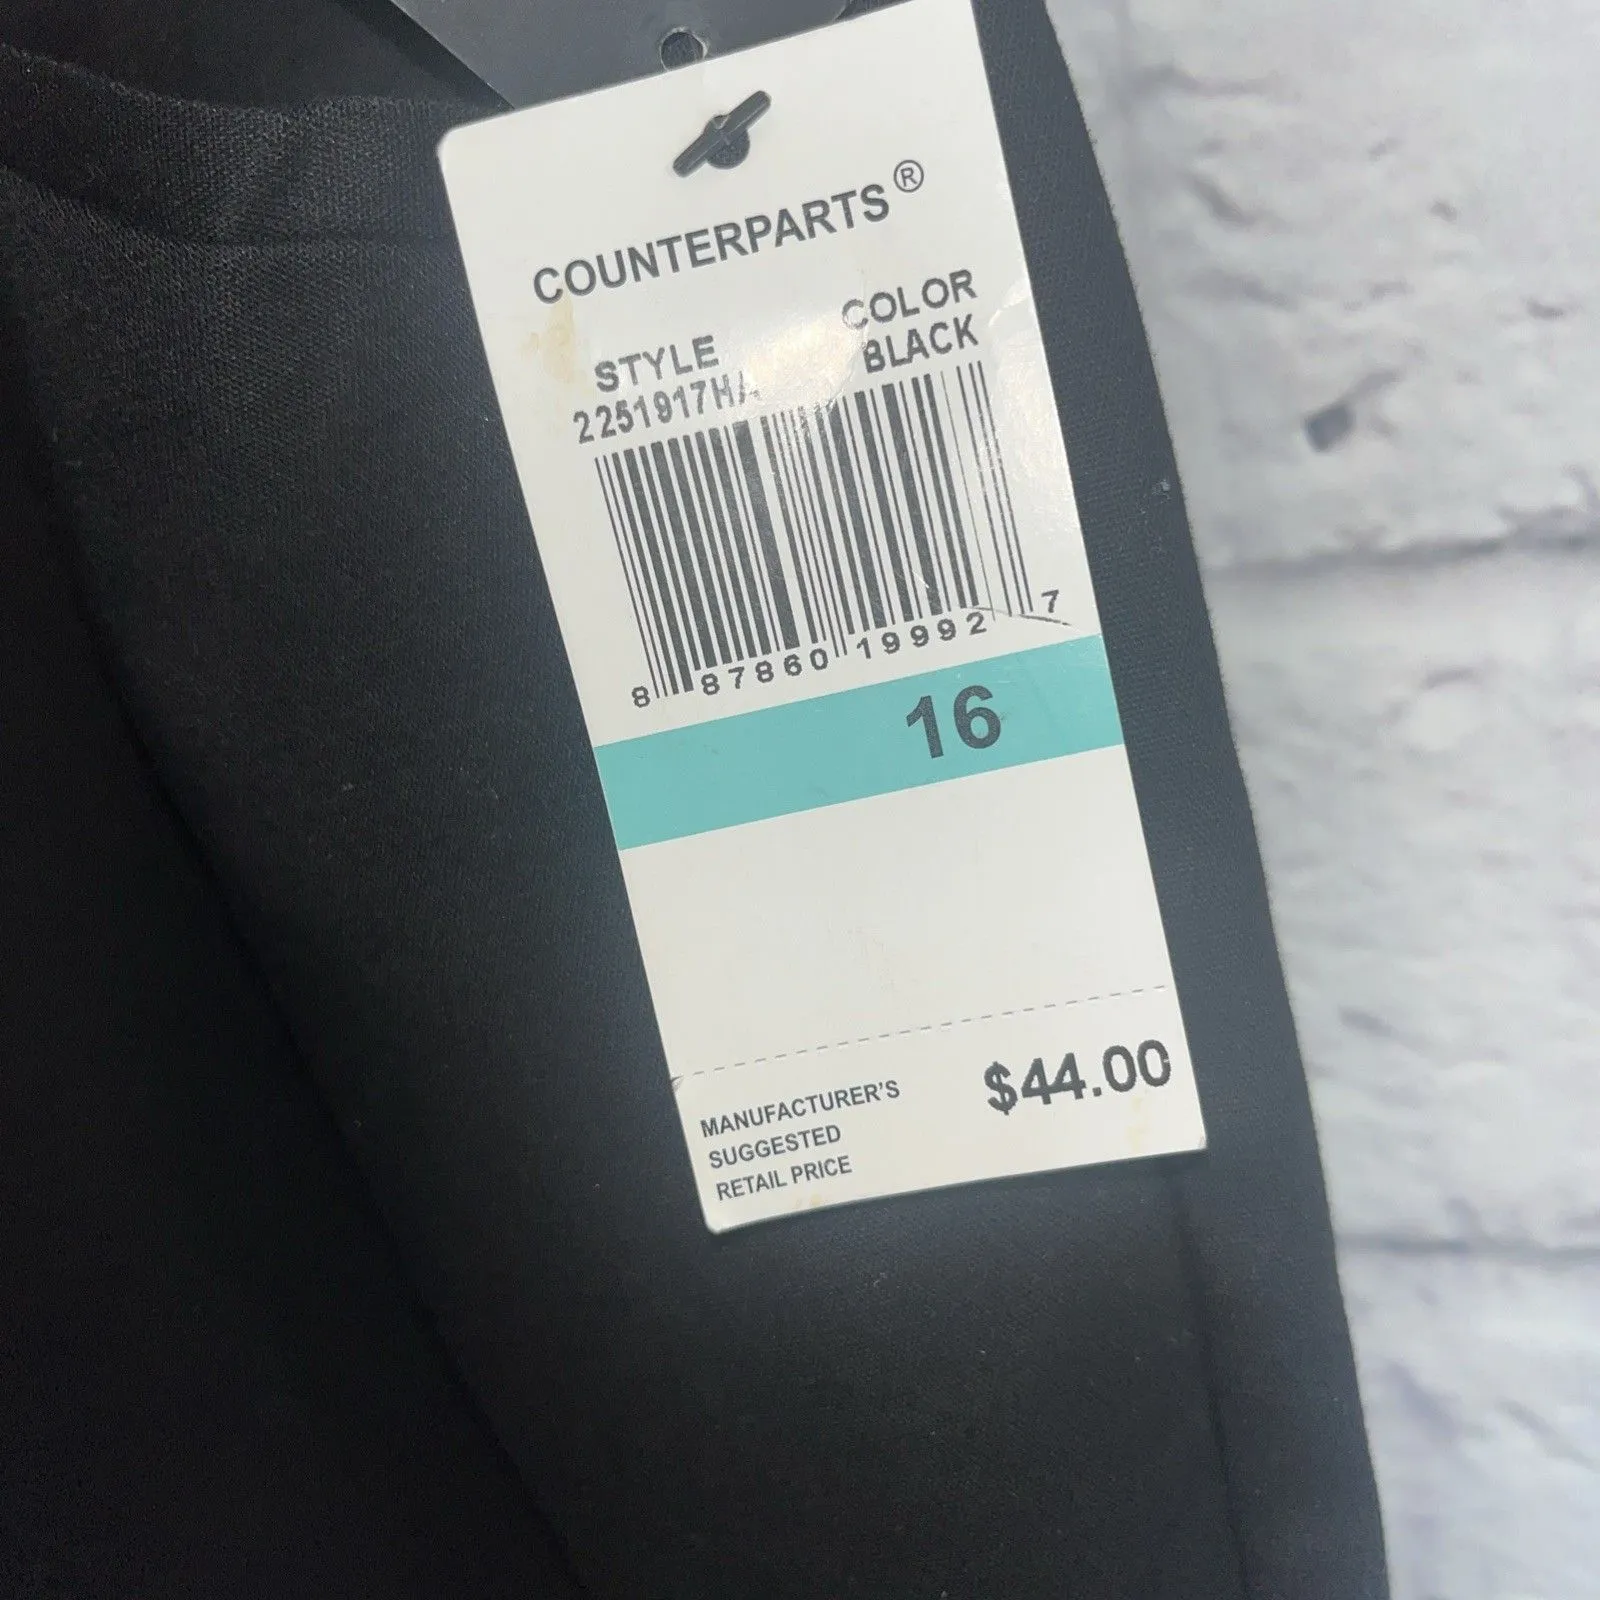 COUNTERPARTS®
STYLE
2251917HA
COLOR
BLACK
8 87860 19992 7
16
$44.00
MANUFACTURER'S
SUGGESTED
RETAIL PRICE